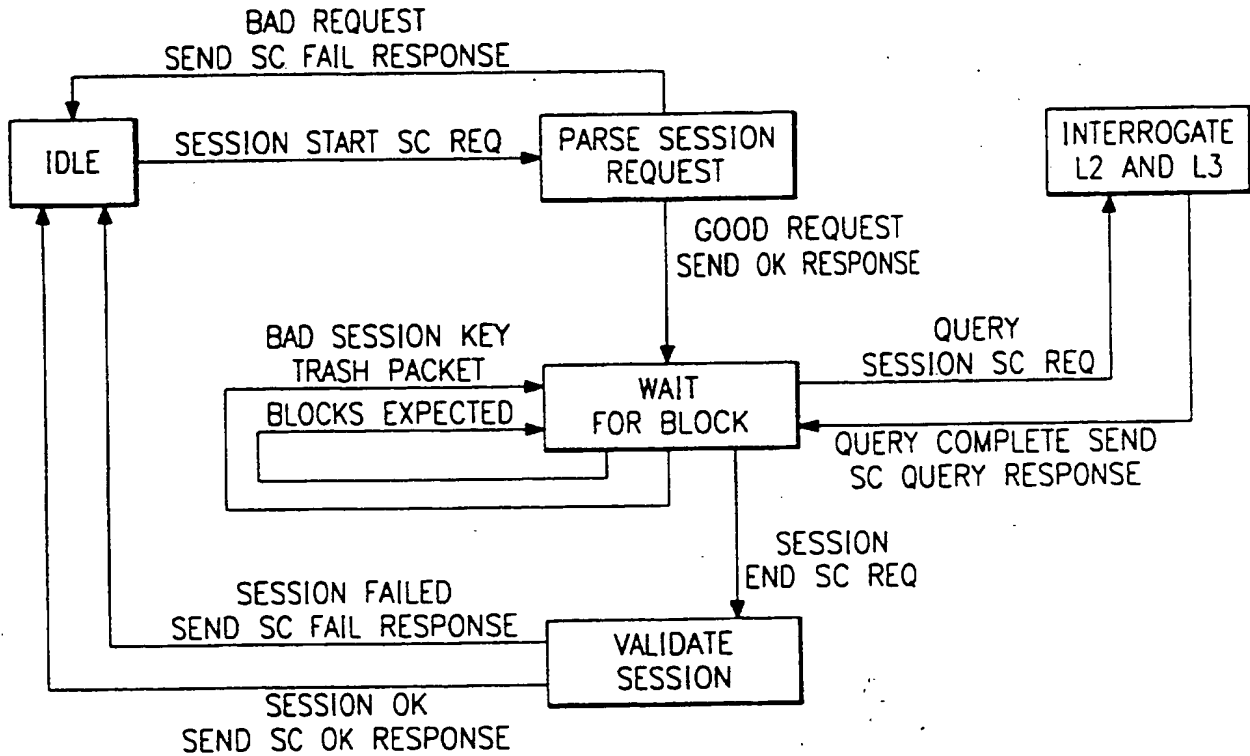 BAD REQUEST
SEND SC FAIL RESPONSE
IDLE
SESSION START SC REQ
PARSE SESSION
REQUEST
INTERROGATE
L2 AND L3
GOOD REQUEST
SEND OK RESPONSE
BAD SESSION KEY
TRASH PACKET
BLOCKS EXPECTED
WAIT
FOR BLOCK
QUERY
SESSION SC REQ
QUERY COMPLETE SEND
SC QUERY RESPONSE
SESSION
END SC REQ
SESSION FAILED
SEND SC FAIL RESPONSE
VALIDATE
SESSION
SESSION OK
SEND SC OK RESPONSE